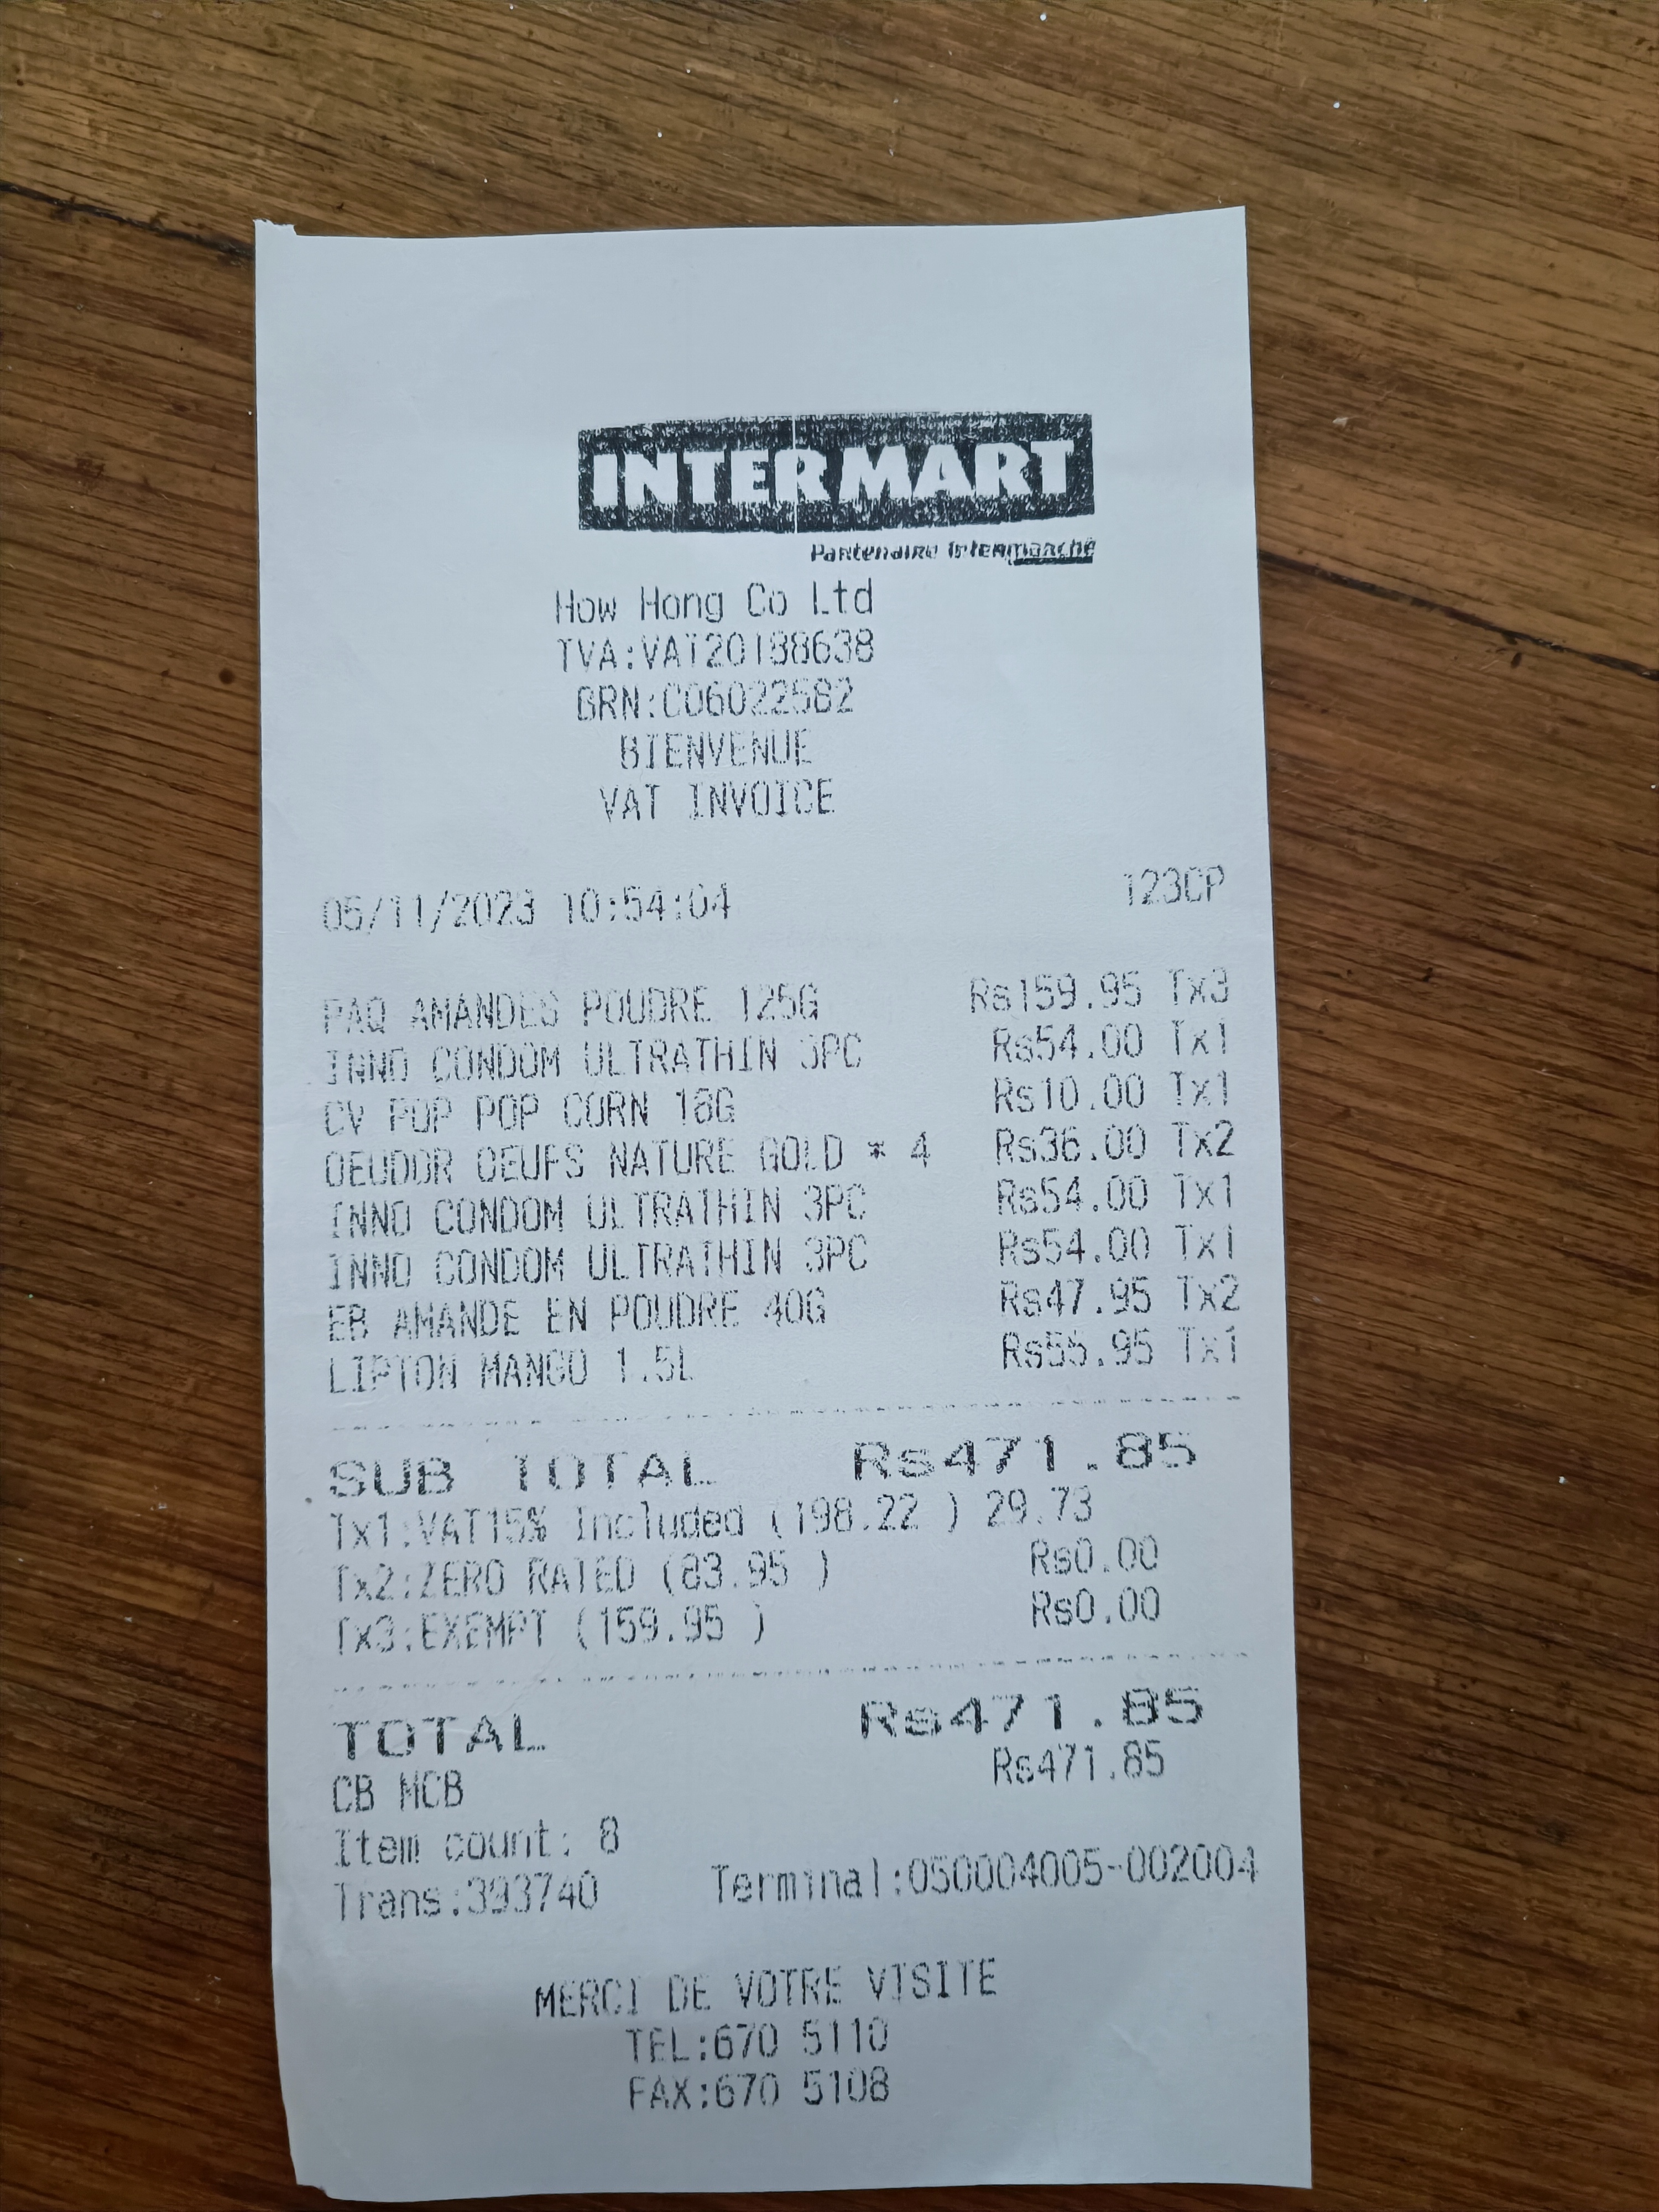 INTERMART
Partenaire Intermarché
How Hong Co Ltd
TVA:VAT20188638
BRN:C06022582
BIENVENUE
VAT INVOICE
05/11/2023 10:54:04 123CP
PAQ AMANDES POUDRE 125G Rs159.95 Tx3
INNO CONDOM ULTRATHIN 3PC Rs54.00 Tx1
CV POP POP CORN 18G Rs10.00 Tx1
OEUDOR OEUFS NATURE GOLD * 4 Rs36.00 Tx2
INNO CONDOM ULTRATHIN 3PC Rs54.00 Tx1
INNO CONDOM ULTRATHIN 3PC Rs54.00 Tx1
EB AMANDE EN POUDRE 40G Rs47.95 Tx2
LIPTON MANGO 1.5L Rs55.95 Tx1
SUB TOTAL Rs471.85
Tx1:VAT15% Included (198.22 ) 29.73
Tx2:ZERO RATED (83.95 ) Rs0.00
Tx3:EXEMPT (159.95 ) Rs0.00
TOTAL Rs471.85
CB MCB Rs471.85
Item count: 8
Trans:393740 Terminal:050004005-002004
MERCI DE VOTRE VISITE
TEL:670 5110
FAX:670 5108